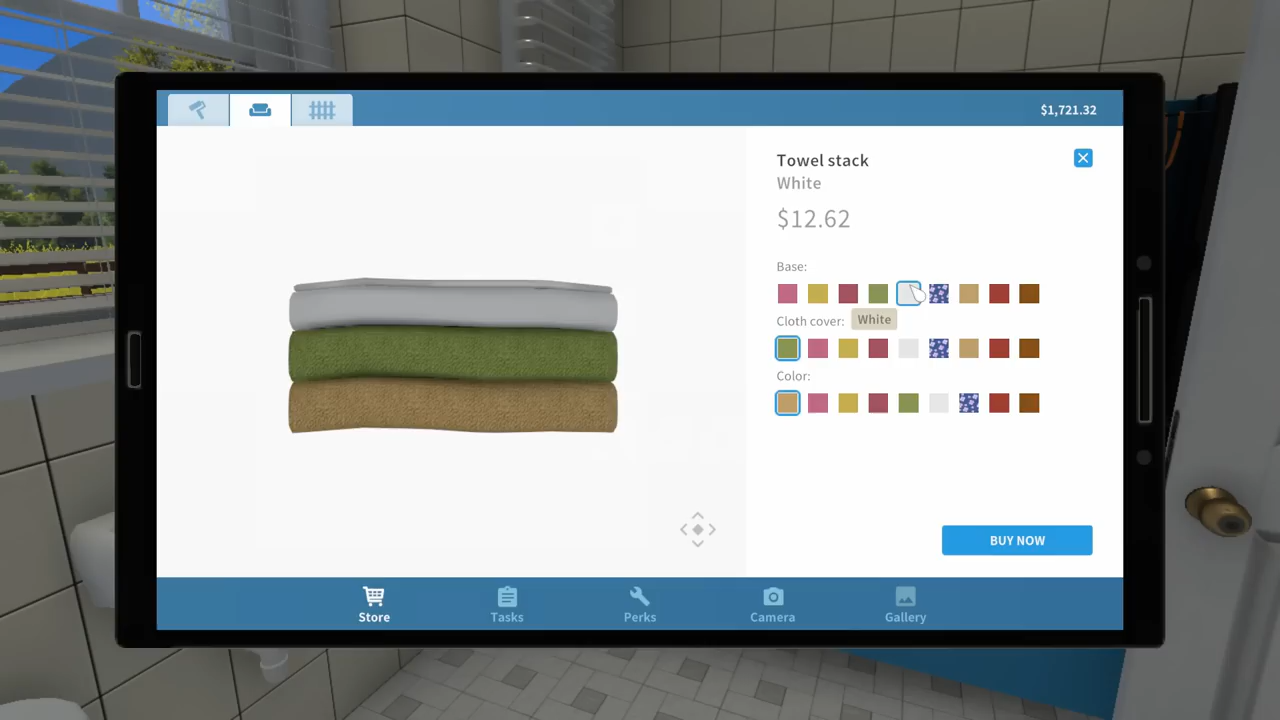 $1,721.32
Towel stack
White
$12.62
Base:
Cloth cover:
White
Color:
BUY NOW
Store
Tasks
Perks
Camera
Gallery